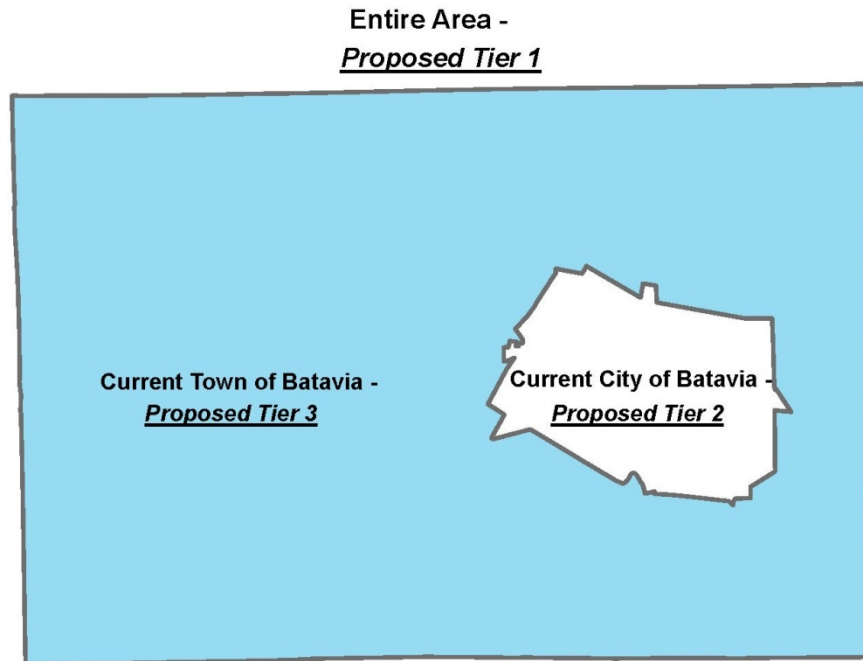 Entire Area -
Proposed Tier 1
Current Town of Batavia -
Proposed Tier 3
Current City of Batavia -
Proposed Tier 2